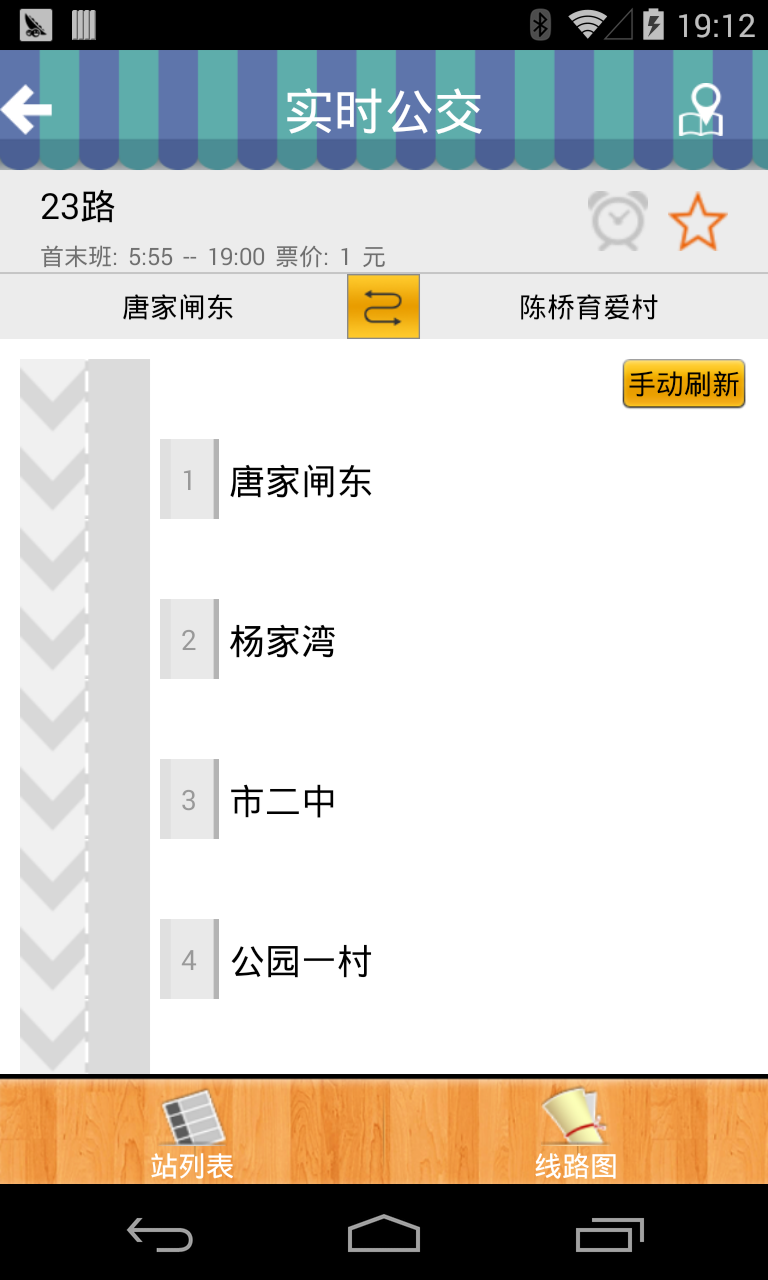 19:12
实时公交
23路
首末班: 5:55 -- 19:00 票价: 1 元
唐家闸东
陈桥育爱村
手动刷新
1 唐家闸东
2 杨家湾
3 市二中
4 公园一村
站列表
线路图